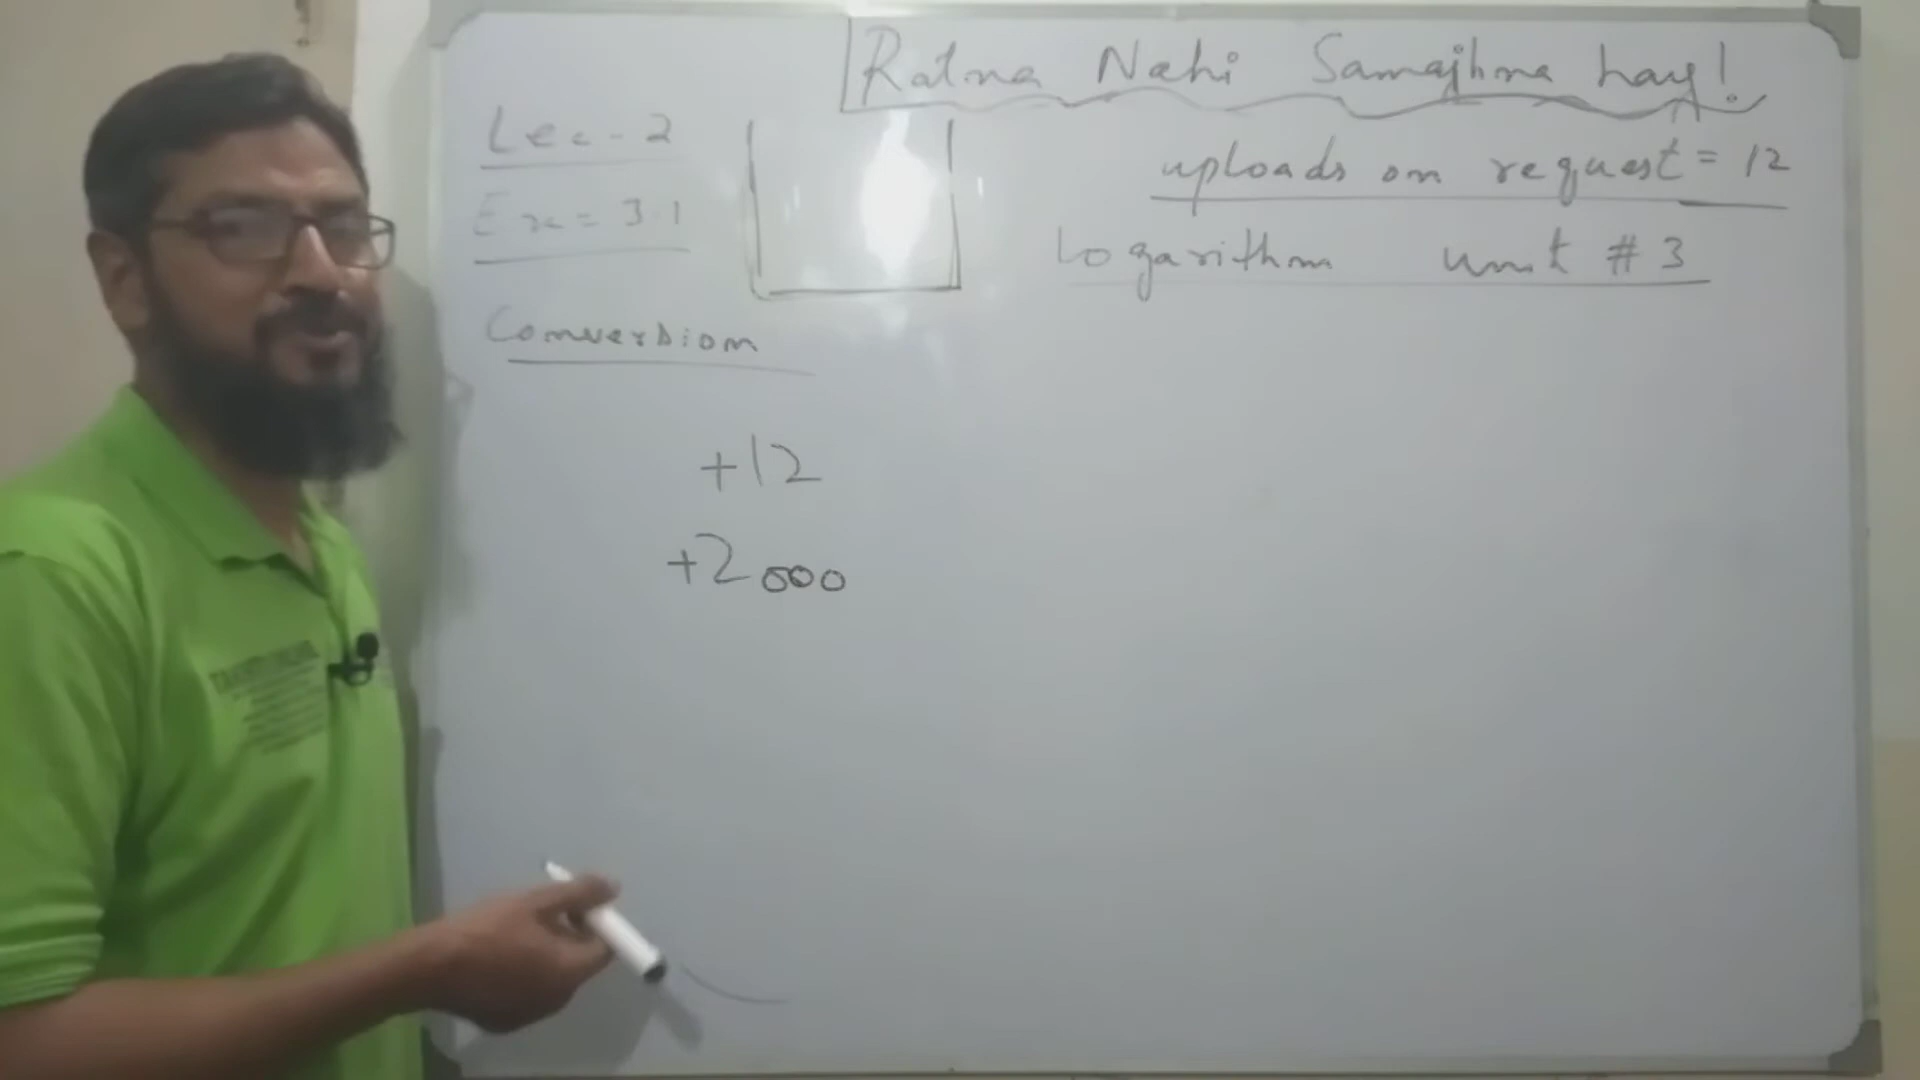 Ratna Nahi Samajhna hay!
Lec - 2
uploads on request = 12
Ex = 3.1
Logarithm unit # 3
Conversion
+12
+2000